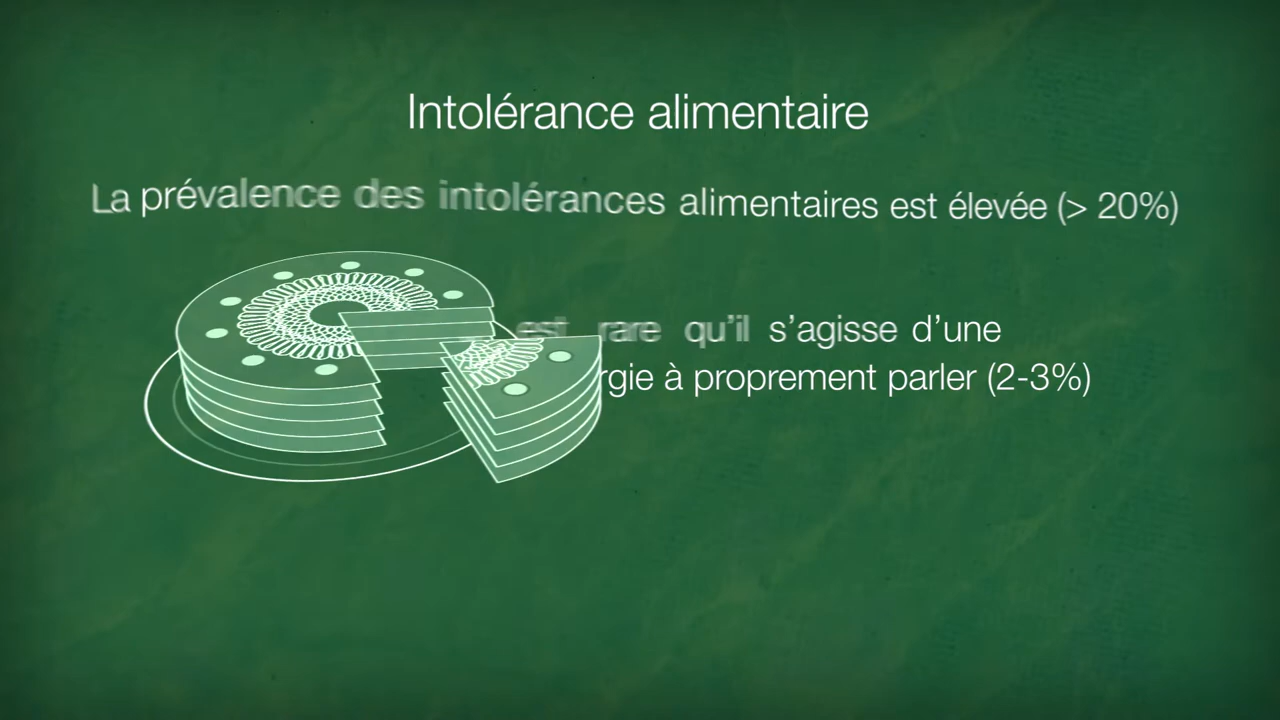 Intolérance alimentaire
La prévalence des intolérances alimentaires est élevée (> 20%)
est rare qu'il s'agisse d'une
rgie à proprement parler (2-3%)